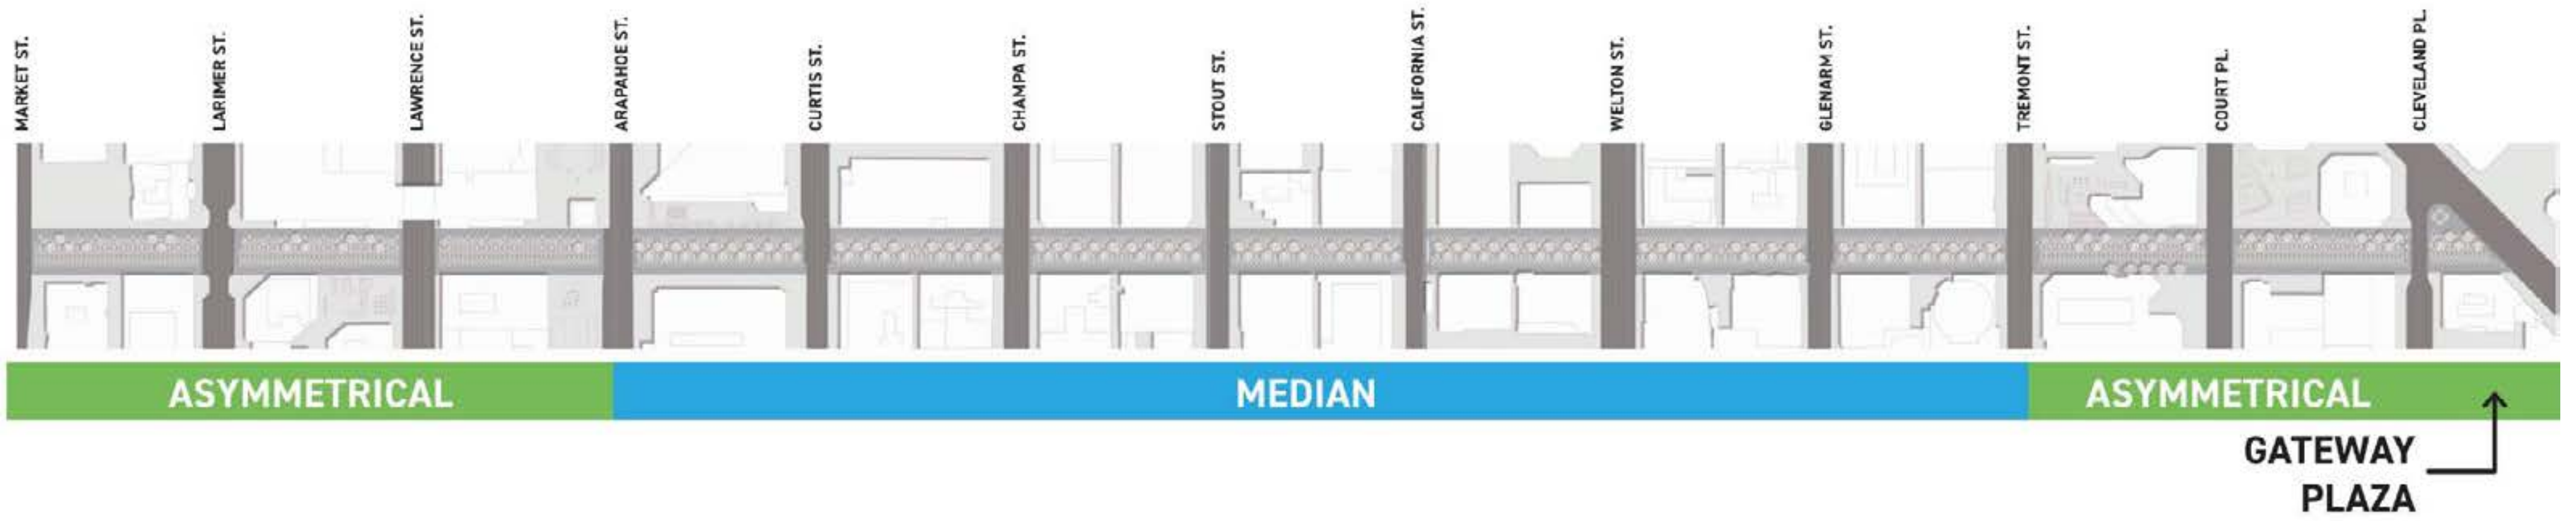 MARKET ST.
LARIMER ST.
LAWRENCE ST.
ARAPAHOE ST.
CURTIS ST.
CHAMPA ST.
STOUT ST.
CALIFORNIA ST.
WELTON ST.
GLENARM ST.
TREMONT ST.
COURT PL.
CLEVELAND PL.
ASYMMETRICAL
MEDIAN
ASYMMETRICAL
GATEWAY
PLAZA